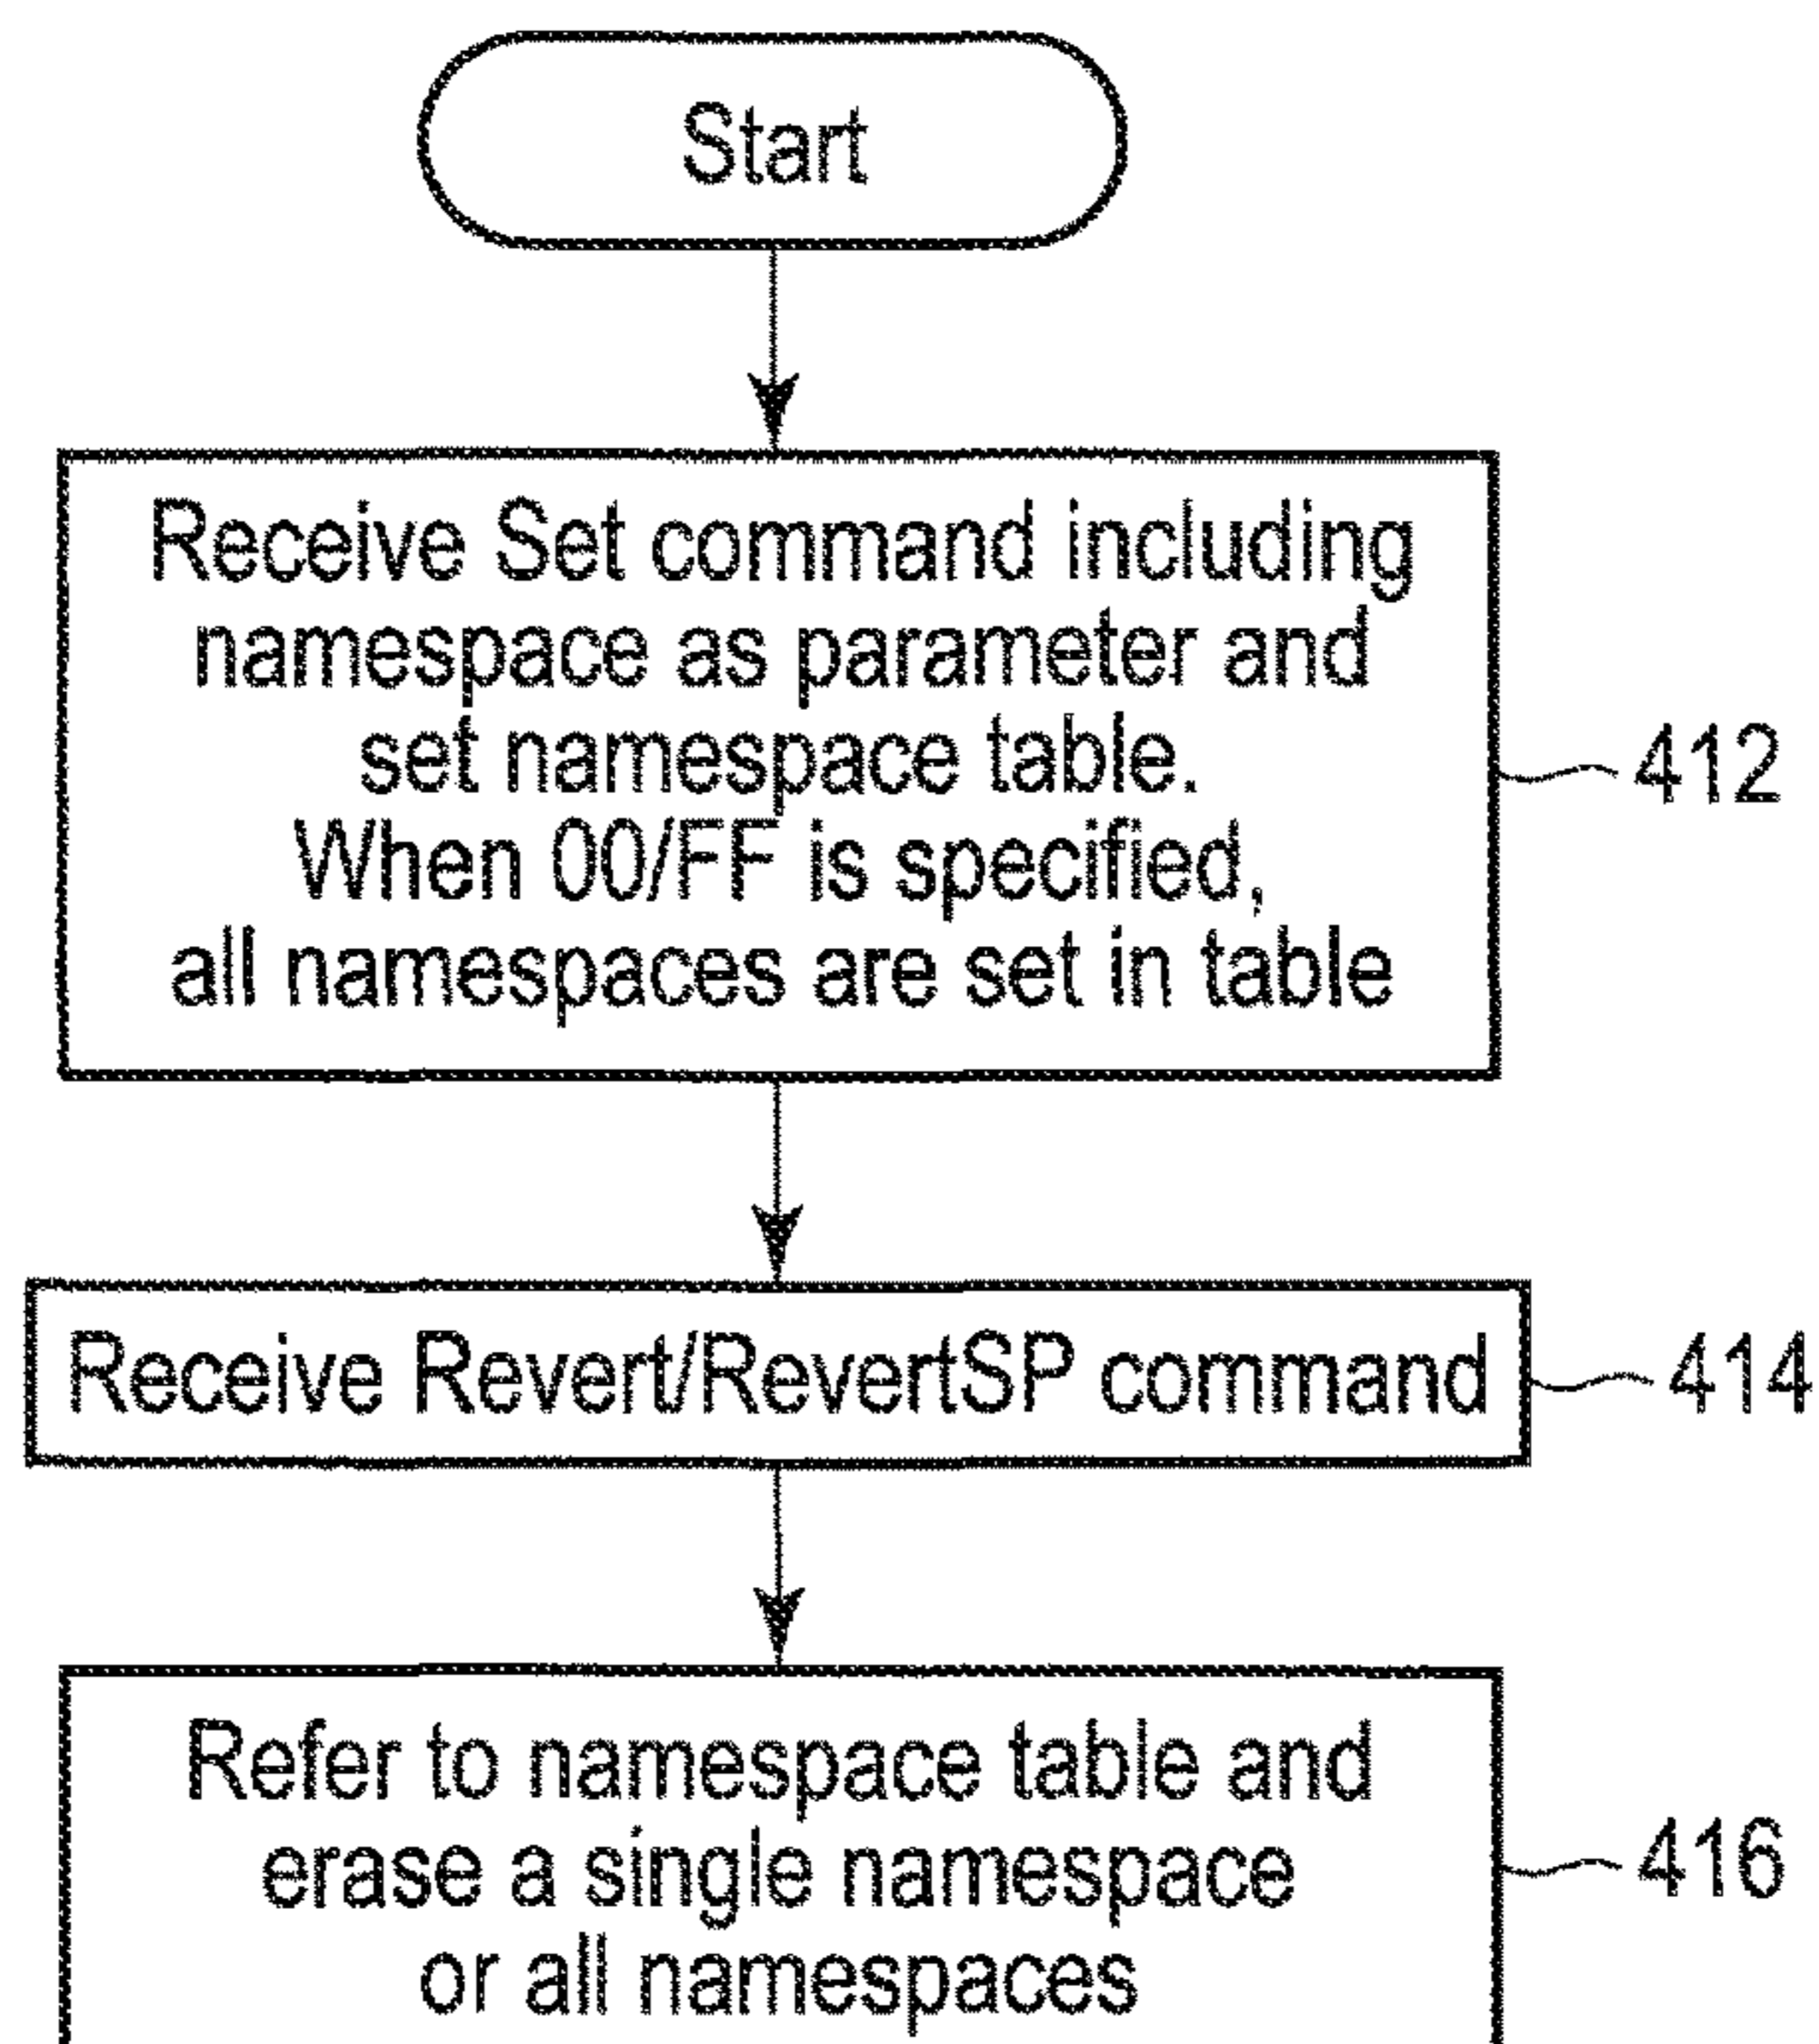 Start
Receive Set command including
namespace as parameter and
set namespace table.
When 00/FF is specified,
all namespaces are set in table
412
Receive Revert/RevertSP command
414
Refer to namespace table and
erase a single namespace
or all namespaces
416